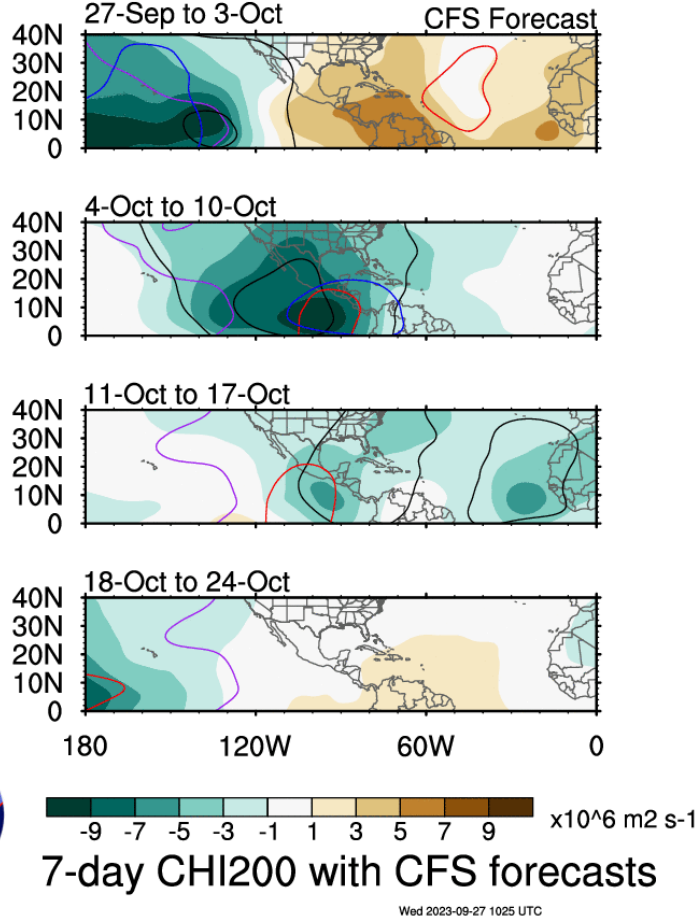 27-Sep to 3-Oct CFS Forecast
40N
30N
20N
10N
0
4-Oct to 10-Oct
40N
30N
20N
10N
0
11-Oct to 17-Oct
40N
30N
20N
10N
0
18-Oct to 24-Oct
40N
30N
20N
10N
0
180 120W 60W 0
-9 -7 -5 -3 -1 1 3 5 7 9 x10^6 m2 s-1
7-day CHI200 with CFS forecasts
Wed 2023-09-27 1025 UTC